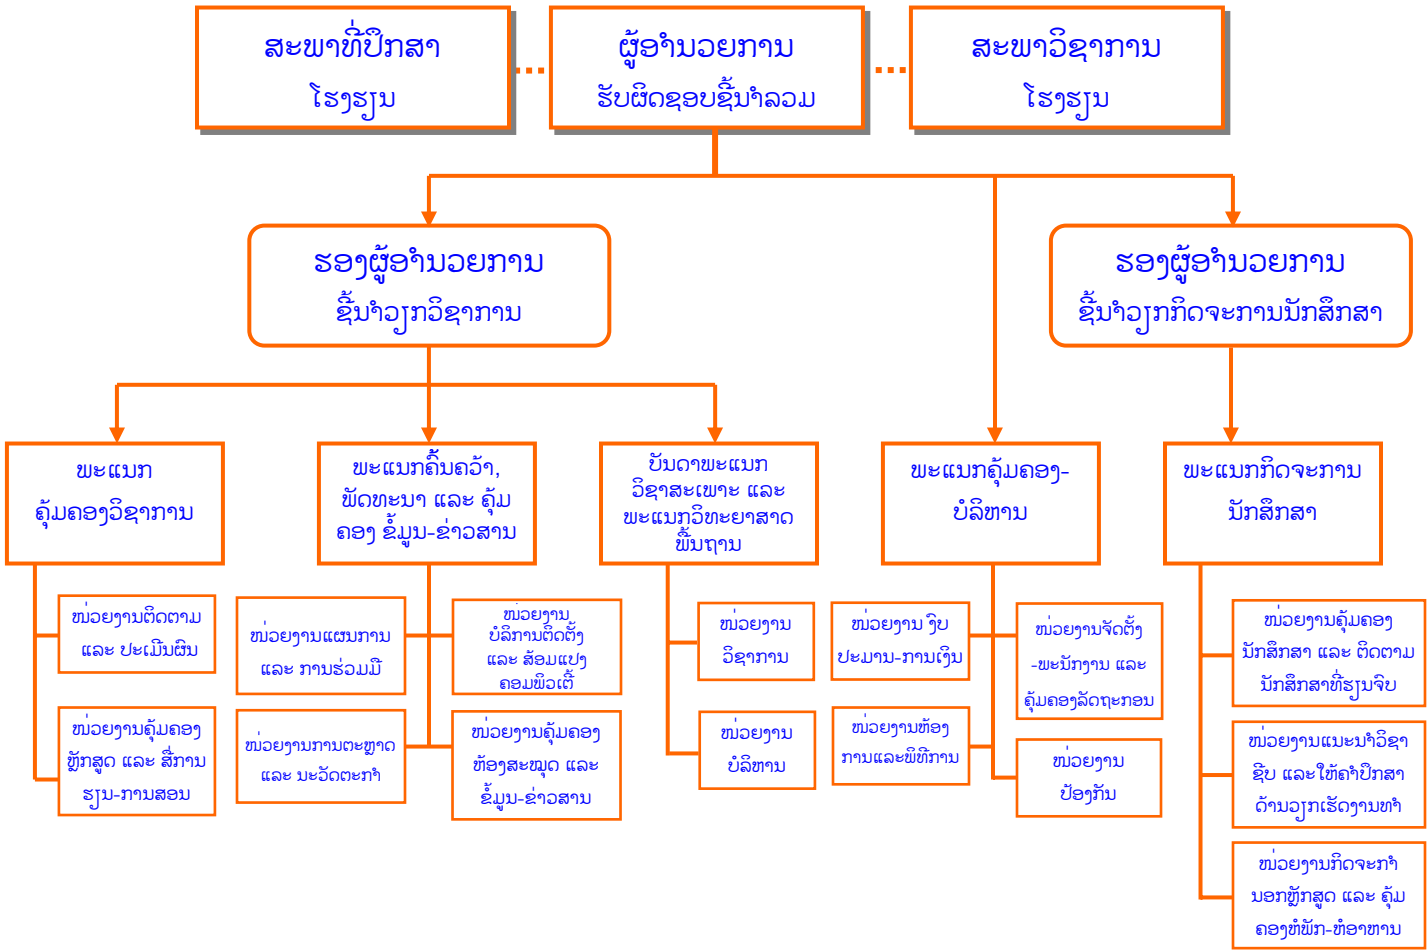 ສະພາທີ່ປຶກສາ
ໂຮງຮຽນ
ຜູ້ອຳນວຍການ
ຮັບຜິດຊອບຊີ້ນຳລວມ
ສະພາວິຊາການ
ໂຮງຮຽນ
ຮອງຜູ້ອຳນວຍການ
ຊີ້ນຳວຽກວິຊາການ
ຮອງຜູ້ອຳນວຍການ
ຊີ້ນຳວຽກກິດຈະການນັກສຶກສາ
ພະແນກ
ຄຸ້ມຄອງວິຊາການ
ພະແນກຄົ້ນຄວ້າ,
ພັດທະນາ ແລະ ຄຸ້ມ
ຄອງ ຂໍ້ມູນ-ຂ່າວສານ
ບັນດາພະແນກ
ວິຊາສະເພາະ ແລະ
ພະແນກວິທະຍາສາດ
ພື້ນຖານ
ພະແນກຄຸ້ມຄອງ-
ບໍລິຫານ
ພະແນກກິດຈະການ
ນັກສຶກສາ
ໜ່ວຍງານຕິດຕາມ
ແລະ ປະເມີນຜົນ
ໜ່ວຍງານຄຸ້ມຄອງ
ຫຼັກສູດ ແລະ ສື່ການ
ຮຽນ-ການສອນ
ໜ່ວຍງານແຜນການ
ແລະ ການຮ່ວມມື
ໜ່ວຍງານການຕະຫຼາດ
ແລະ ນະວັດຕະກຳ
ໜ່ວຍງານ
ບໍລິການຕິດຕັ້ງ
ແລະ ສ້ອມແປງ
ຄອມພິວເຕີ້
ໜ່ວຍງານຄຸ້ມຄອງ
ຫ້ອງສະໝຸດ ແລະ
ຂໍ້ມູນ-ຂ່າວສານ
ໜ່ວຍງານ
ວິຊາການ
ໜ່ວຍງານ
ບໍລິຫານ
ໜ່ວຍງານ ງົບ
ປະມານ-ການເງິນ
ໜ່ວຍງານຫ້ອງ
ການແລະພິທີການ
ໜ່ວຍງານຈັດຕັ້ງ
-ພະນັກງານ ແລະ
ຄຸ້ມຄອງລັດຖະກອນ
ໜ່ວຍງານ
ປ້ອງກັນ
ໜ່ວຍງານຄຸ້ມຄອງ
ນັກສຶກສາ ແລະ ຕິດຕາມ
ນັກສຶກສາທີ່ຮຽນຈົບ
ໜ່ວຍງານແນະນຳວິຊາ
ຊີບ ແລະໃຫ້ຄຳປຶກສາ
ດ້ານວຽກເຮັດງານທຳ
ໜ່ວຍງານກິດຈະກຳ
ນອກຫຼັກສູດ ແລະ ຄຸ້ມ
ຄອງຫໍພັກ-ຫໍອາຫານ